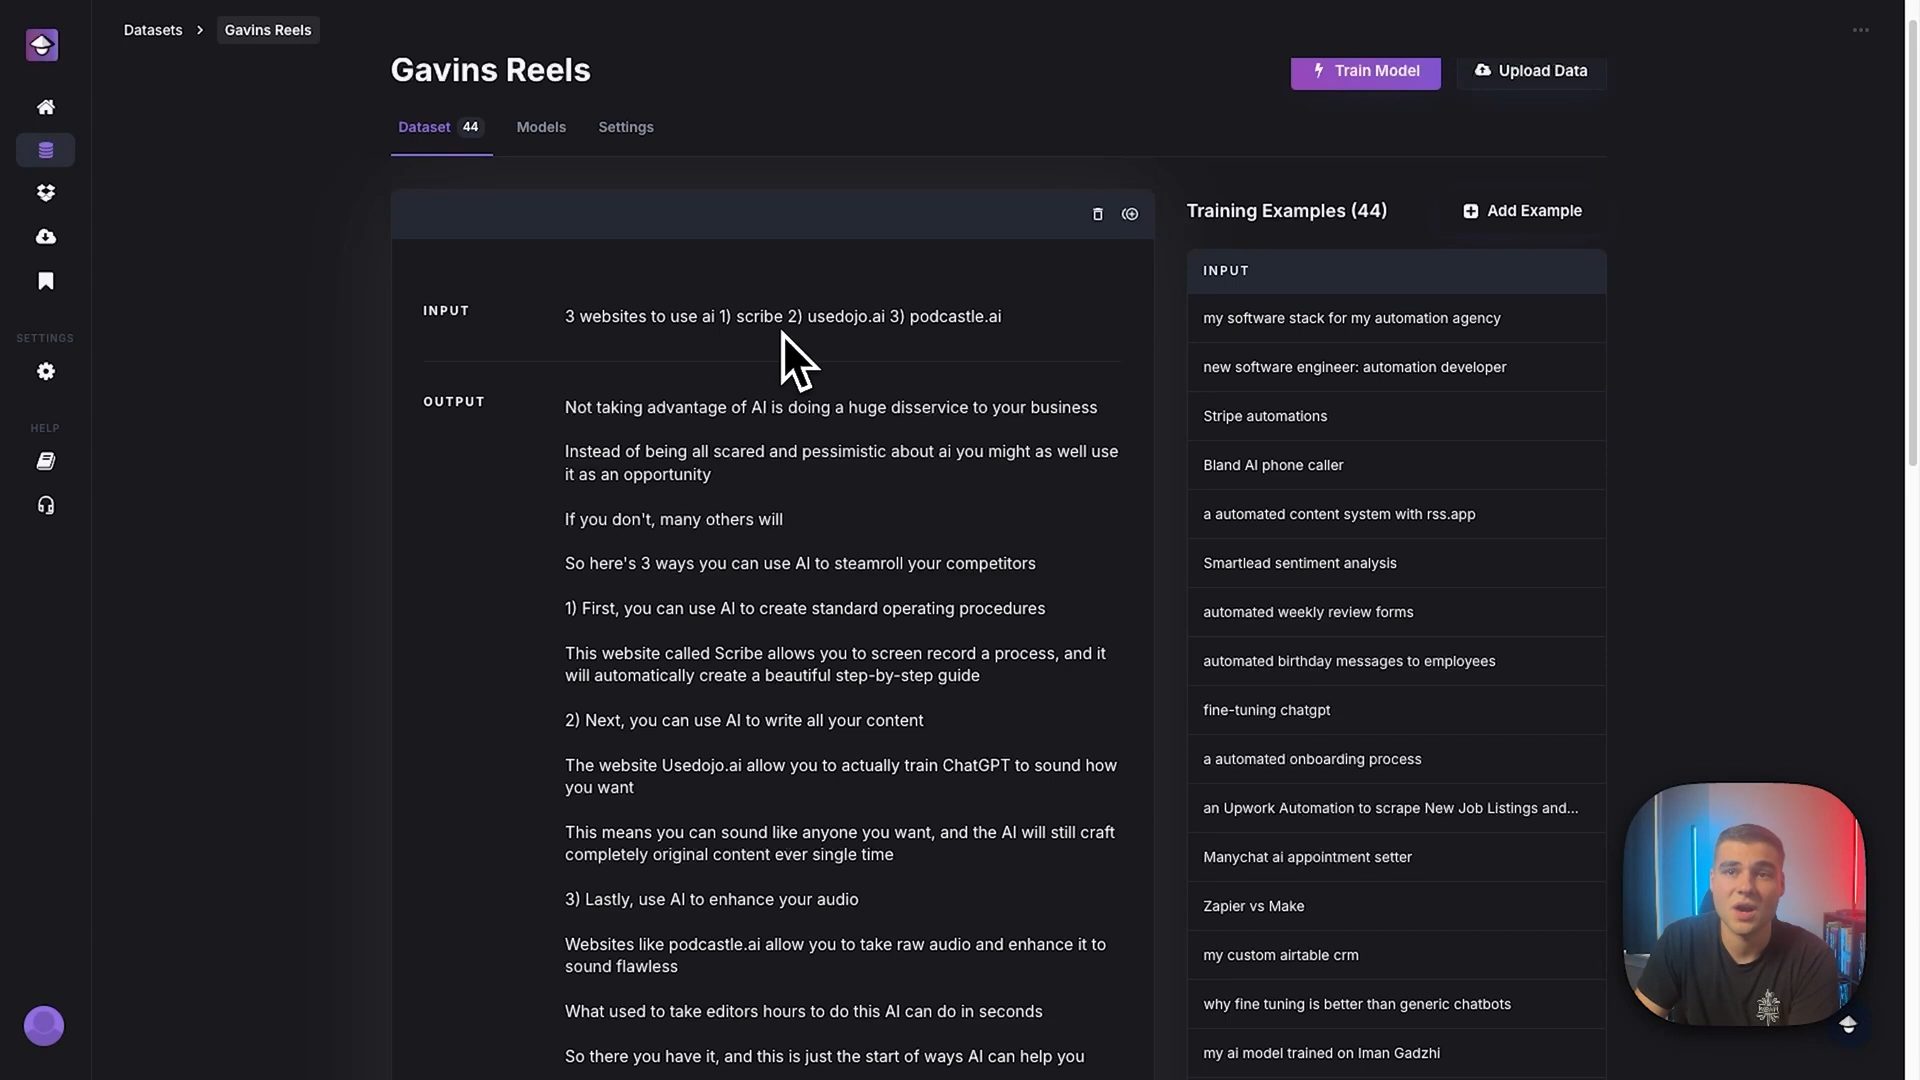 Datasets > Gavins Reels
Gavins Reels
Train Model
Upload Data
Dataset 44
Models
Settings
SETTINGS
HELP
INPUT
3 websites to use ai 1) scribe 2) usedojo.ai 3) podcastle.ai
OUTPUT
Not taking advantage of AI is doing a huge disservice to your business
Instead of being all scared and pessimistic about ai you might as well use
it as an opportunity
If you don't, many others will
So here's 3 ways you can use AI to steamroll your competitors
1) First, you can use AI to create standard operating procedures
This website called Scribe allows you to screen record a process, and it
will automatically create a beautiful step-by-step guide
2) Next, you can use AI to write all your content
The website Usedojo.ai allow you to actually train ChatGPT to sound how
you want
This means you can sound like anyone you want, and the AI will still craft
completely original content ever single time
3) Lastly, use AI to enhance your audio
Websites like podcastle.ai allow you to take raw audio and enhance it to
sound flawless
What used to take editors hours to do this AI can do in seconds
So there you have it, and this is just the start of ways AI can help you
Training Examples (44)
Add Example
INPUT
my software stack for my automation agency
new software engineer: automation developer
Stripe automations
Bland AI phone caller
a automated content system with rss.app
Smartlead sentiment analysis
automated weekly review forms
automated birthday messages to employees
fine-tuning chatgpt
a automated onboarding process
an Upwork Automation to scrape New Job Listings and...
Manychat ai appointment setter
Zapier vs Make
my custom airtable crm
why fine tuning is better than generic chatbots
my ai model trained on Iman Gadzhi